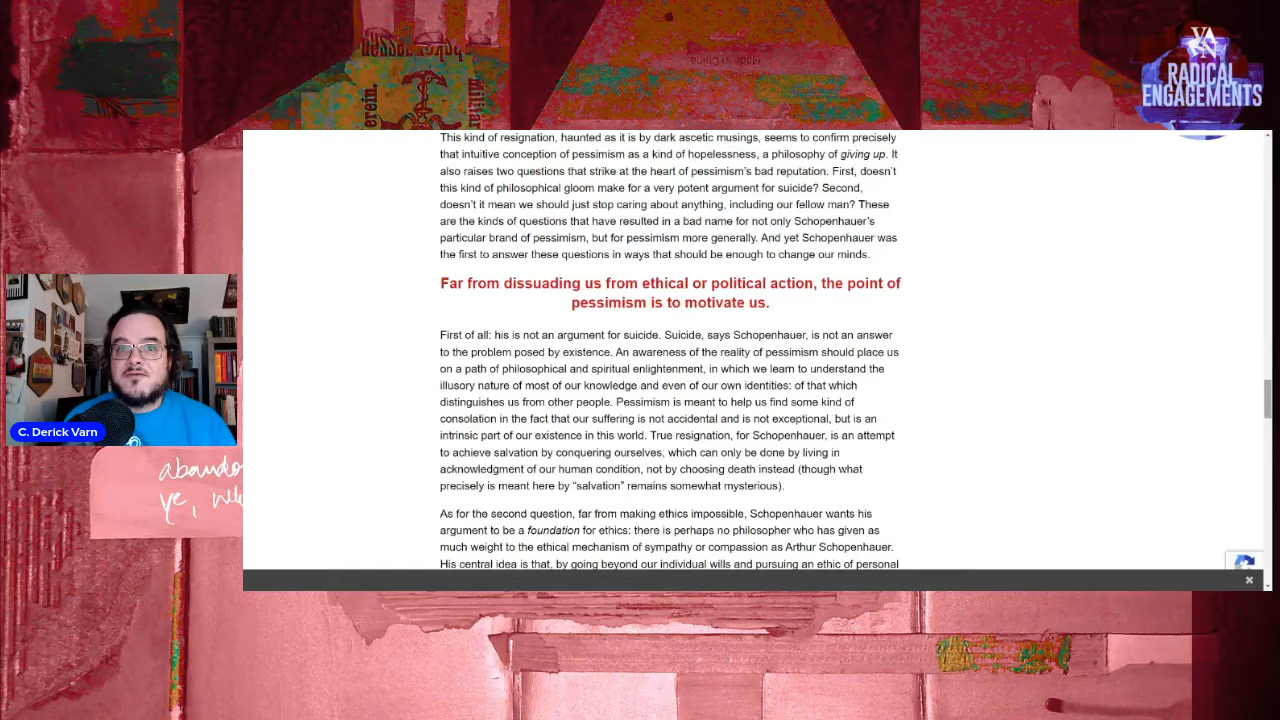 VN
RADICAL
ENGAGEMENTS
Made in China
erein.
This kind of resignation, haunted as it is by dark ascetic musings, seems to confirm precisely
that intuitive conception of pessimism as a kind of hopelessness, a philosophy of giving up. It
also raises two questions that strike at the heart of pessimism's bad reputation. First, doesn't
this kind of philosophical gloom make for a very potent argument for suicide? Second,
doesn't it mean we should just stop caring about anything, including our fellow man? These
are the kinds of questions that have resulted in a bad name for not only Schopenhauer's
particular brand of pessimism, but for pessimism more generally. And yet Schopenhauer was
the first to answer these questions in ways that should be enough to change our minds.
Far from dissuading us from ethical or political action, the point of
pessimism is to motivate us.
First of all: his is not an argument for suicide. Suicide, says Schopenhauer, is not an answer
to the problem posed by existence. An awareness of the reality of pessimism should place us
on a path of philosophical and spiritual enlightenment, in which we learn to understand the
illusory nature of most of our knowledge and even of our own identities: of that which
distinguishes us from other people. Pessimism is meant to help us find some kind of
consolation in the fact that our suffering is not accidental and is not exceptional, but is an
intrinsic part of our existence in this world. True resignation, for Schopenhauer, is an attempt
to achieve salvation by conquering ourselves, which can only be done by living in
acknowledgment of our human condition, not by choosing death instead (though what
precisely is meant here by “salvation” remains somewhat mysterious).
As for the second question, far from making ethics impossible, Schopenhauer wants his
argument to be a foundation for ethics: there is perhaps no philosopher who has given as
much weight to the ethical mechanism of sympathy or compassion as Arthur Schopenhauer.
His central idea is that, by going beyond our individual wills and pursuing an ethic of personal
C. Derick Varn
abando
ye,